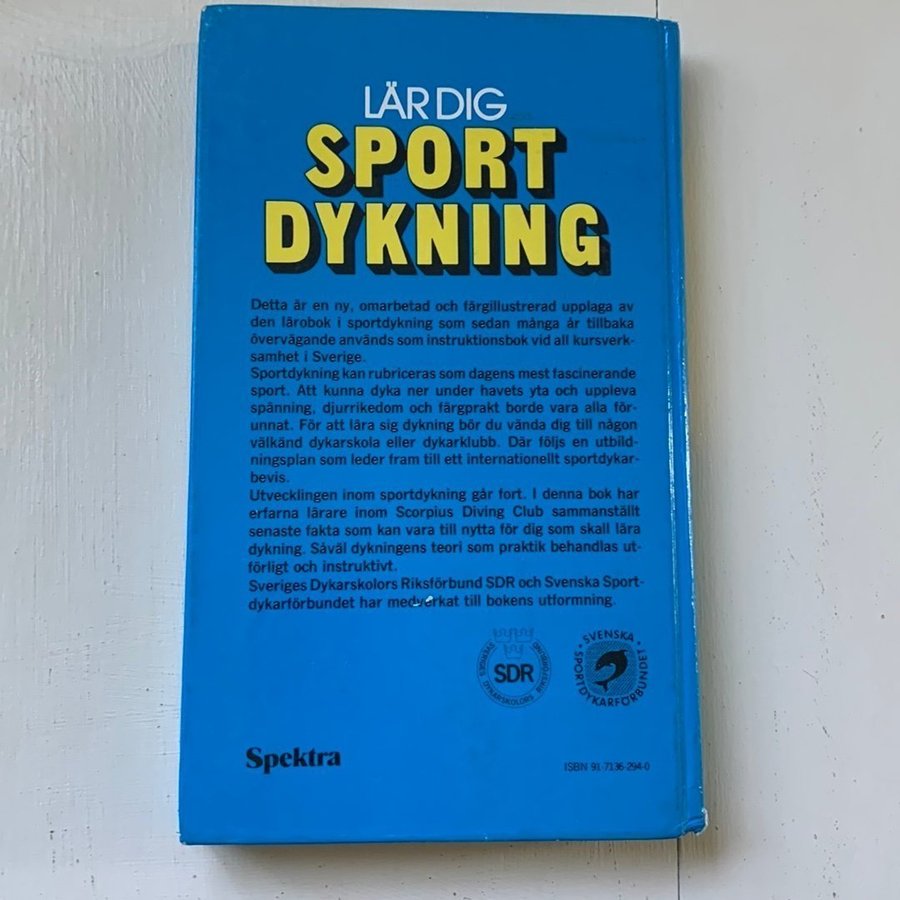 LÄR DIG
SPORT
DYKNING
Detta är en ny, omarbetad och färgillustrerad upplaga av
den lärobok i sportdykning som sedan många år tillbaka
övervägande används som instruktionsbok vid all kursverk-
samhet i Sverige.
Sportdykning kan rubriceras som dagens mest fascinerande
sport. Att kunna dyka ner under havets yta och uppleva
spänning, djurrikedom och färgprakt borde vara alla för-
unnat. För att lära sig dykning bör du vända dig till någon
välkänd dykarskola eller dykarklubb. Där följs en utbild-
ningsplan som leder fram till ett internationellt sportdykar-
bevis.
Utvecklingen inom sportdykning går fort. I denna bok har
erfarna lärare inom Scorpius Diving Club sammanställt
senaste fakta som kan vara till nytta för dig som skall lära
dykning. Såväl dykningens teori som praktik behandlas ut-
förligt och instruktivt.
Sveriges Dykarskolors Riksförbund SDR och Svenska Sport-
dykarförbundet har medverkat till bokens utformning.
SVERIGES DYKARSKOLORS RIKSFÖRBUND
SDR
SVENSKA
SPORTDYKARFÖRBUNDET
Spektra
ISBN 91-7136-294-0